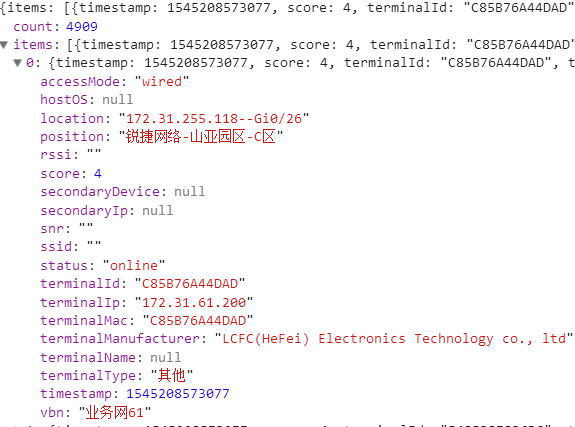 {items: [{timestamp: 1545208573077, score: 4, terminalId: "C85B76A44DAD"
count: 4909
▼ items: [{timestamp: 1545208573077, score: 4, terminalId: "C85B76A44DAD"
▼ 0: {timestamp: 1545208573077, score: 4, terminalId: "C85B76A44DAD", t
accessMode: "wired"
hostOS: null
location: "172.31.255.118--Gi0/26"
position: "锐捷网络-山亚园区-C区"
rssi: ""
score: 4
secondaryDevice: null
secondaryIp: null
snr: ""
ssid: ""
status: "online"
terminalId: "C85B76A44DAD"
terminalIp: "172.31.61.200"
terminalMac: "C85B76A44DAD"
terminalManufacturer: "LCFC(HeFei) Electronics Technology co., ltd"
terminalName: null
terminalType: "其他"
timestamp: 1545208573077
vbn: "业务网61"